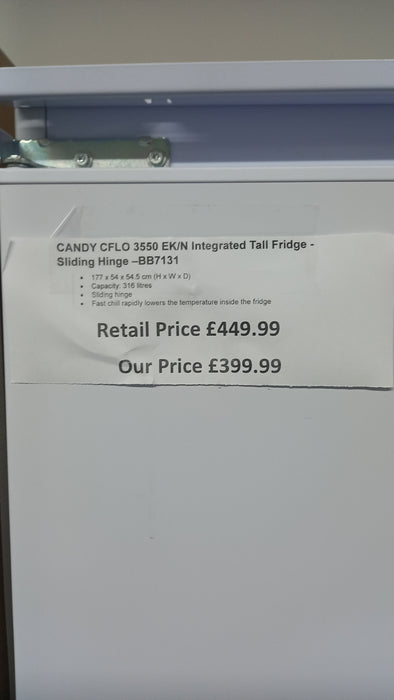 CANDY CFLO 3550 EK/N Integrated Tall Fridge -
Sliding Hinge –BB7131
• 177 x 54 x 54.5 cm (H x W x D)
• Capacity: 316 litres
• Sliding hinge
• Fast chill rapidly lowers the temperature inside the fridge
Retail Price £449.99
Our Price £399.99